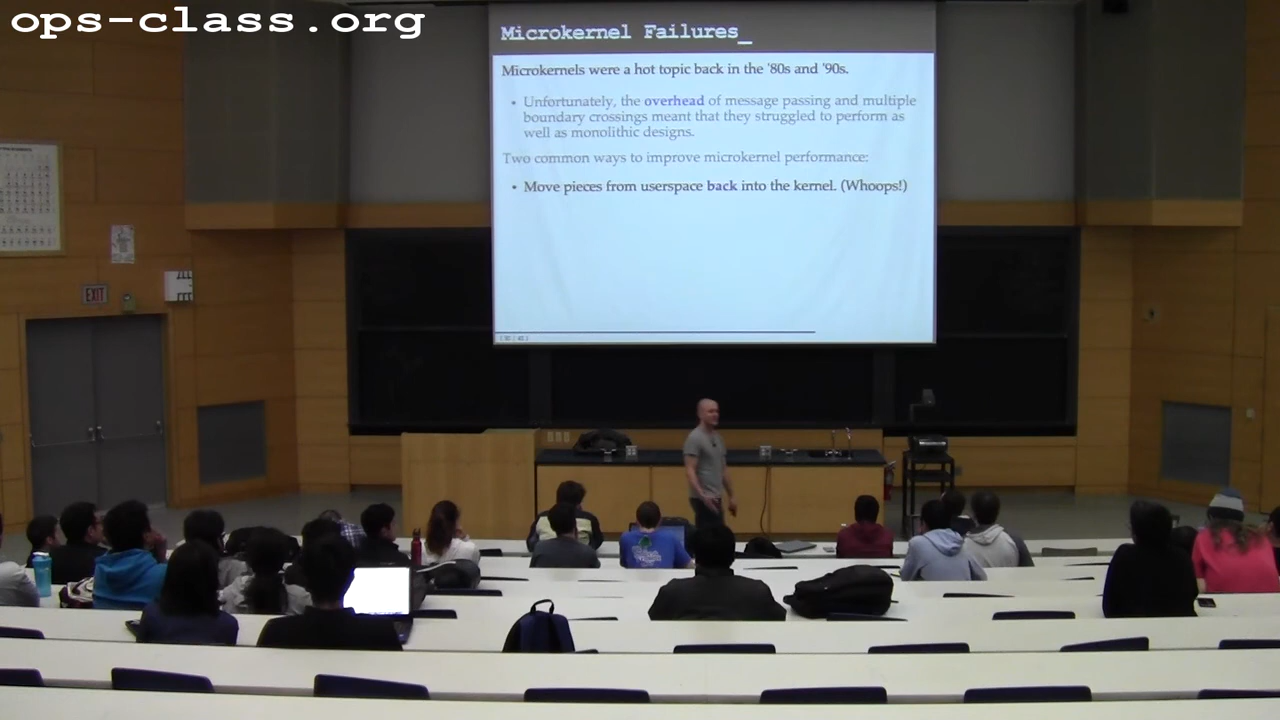 ops-class.org
Microkernel Failures_
Microkernels were a hot topic back in the '80s and '90s.
• Unfortunately, the overhead of message passing and multiple
boundary crossings meant that they struggled to perform as
well as monolithic designs.
Two common ways to improve microkernel performance:
• Move pieces from userspace back into the kernel. (Whoops!)
EXIT